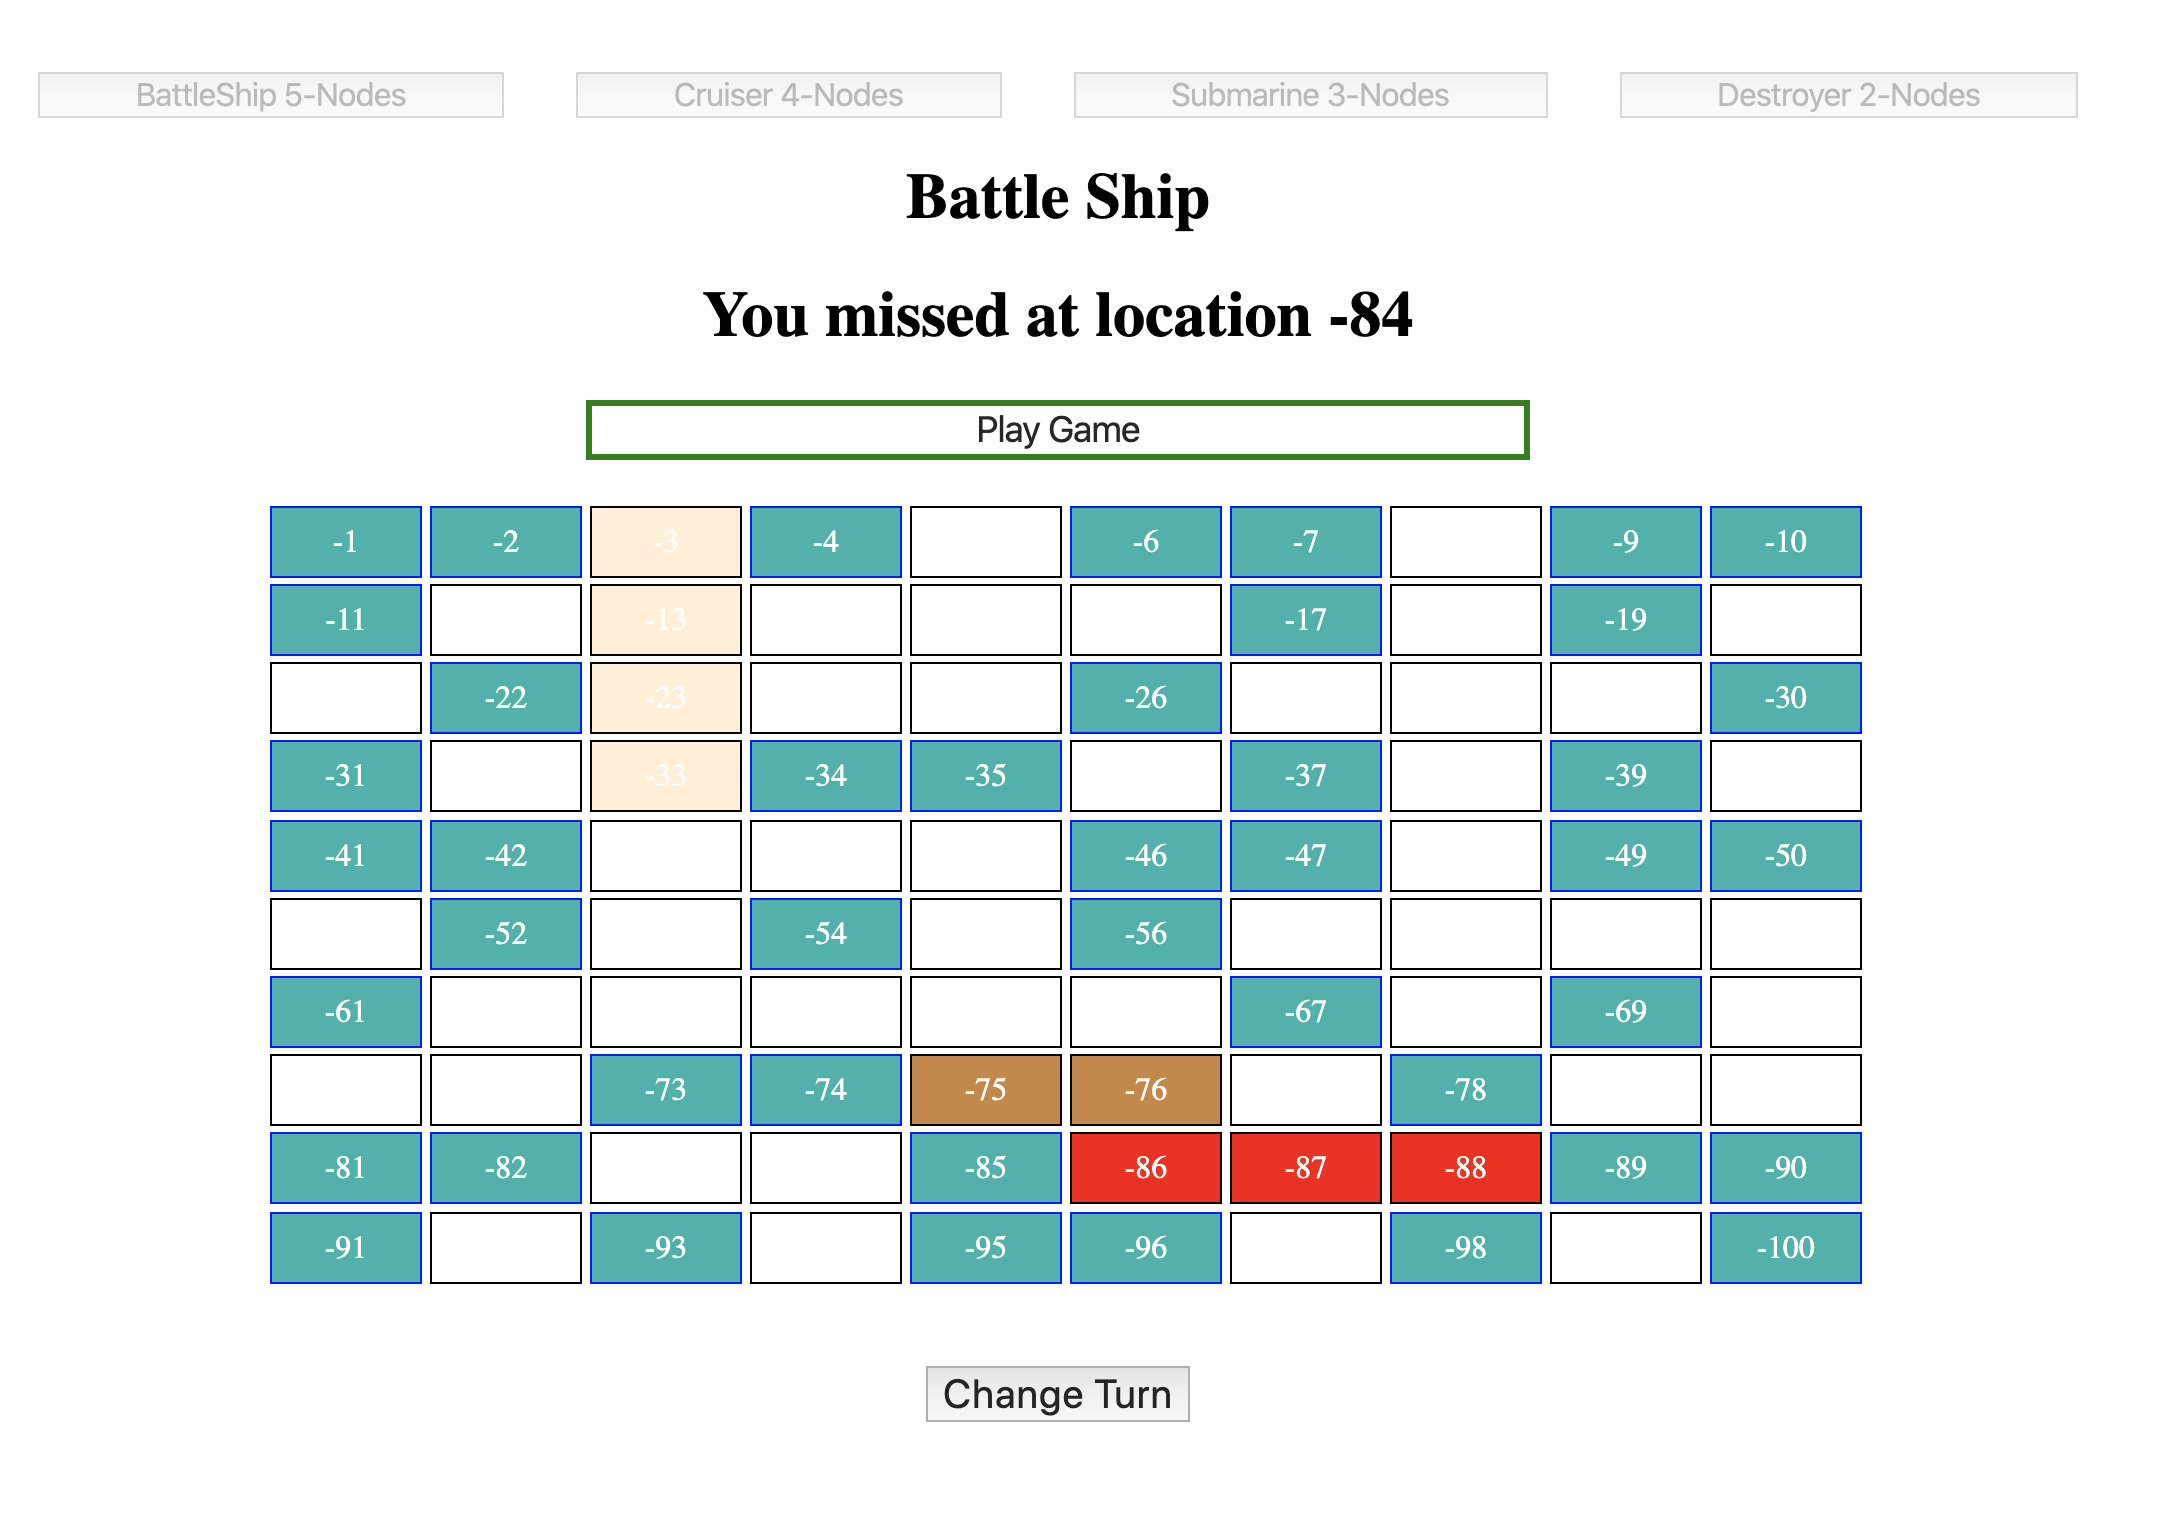 BattleShip 5-Nodes Cruiser 4-Nodes Submarine 3-Nodes Destroyer 2-Nodes
Battle Ship
You missed at location -84
Play Game
-1 -2 -3 -4 -6 -7 -9 -10
-11 -13 -17 -19
-22 -23 -26 -30
-31 -33 -34 -35 -37 -39
-41 -42 -46 -47 -49 -50
-52 -54 -56
-61 -67 -69
-73 -74 -75 -76 -78
-81 -82 -85 -86 -87 -88 -89 -90
-91 -93 -95 -96 -98 -100
Change Turn